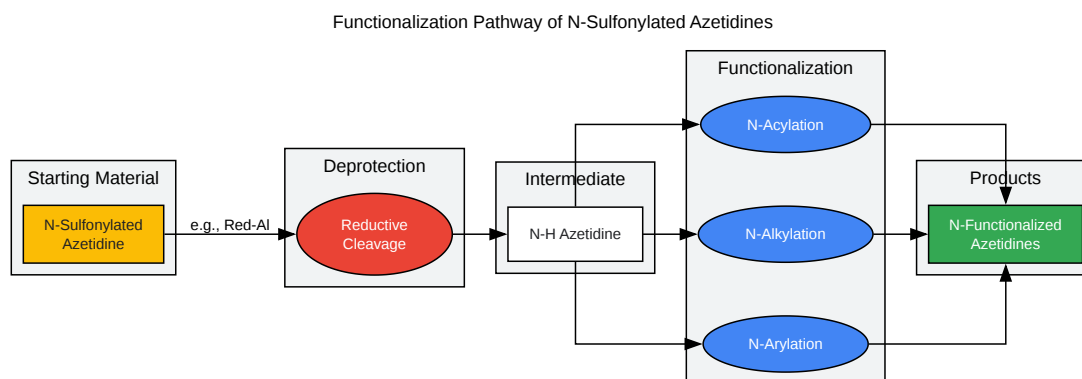 Functionalization Pathway of N-Sulfonylated Azetidines
Starting Material
N-Sulfonylated
Azetidine
e.g., Red-Al
Deprotection
Reductive
Cleavage
Intermediate
N-H Azetidine
Functionalization
N-Acylation
N-Alkylation
N-Arylation
Products
N-Functionalized
Azetidines